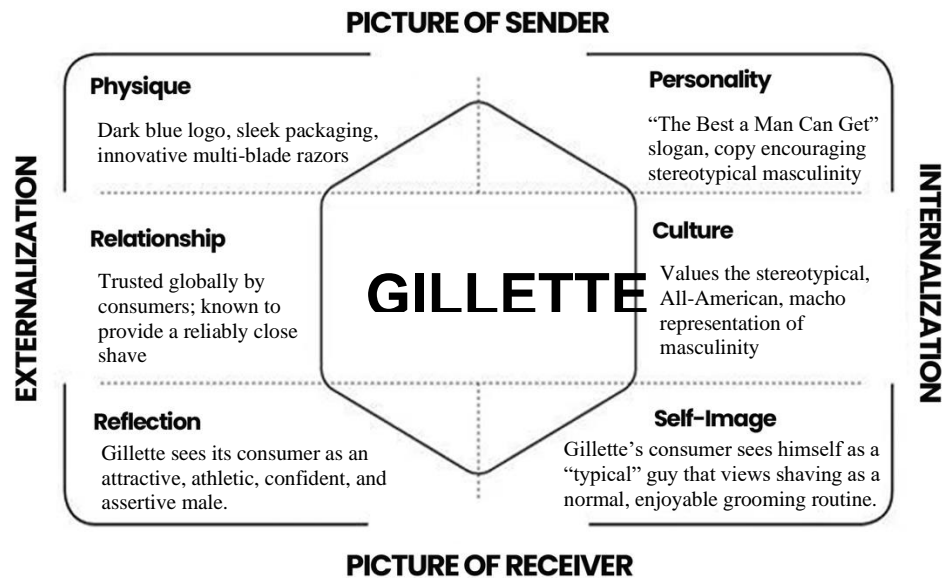 PICTURE OF SENDER
Physique
Dark blue logo, sleek packaging,
innovative multi-blade razors
Personality
“The Best a Man Can Get”
slogan, copy encouraging
stereotypical masculinity
EXTERNALIZATION
Relationship
Trusted globally by
consumers; known to
provide a reliably close
shave
GILLETTE
Culture
Values the stereotypical,
All-American, macho
representation of
masculinity
INTERNALIZATION
Reflection
Gillette sees its consumer as an
attractive, athletic, confident, and
assertive male.
Self-Image
Gillette’s consumer sees himself as a
“typical” guy that views shaving as a
normal, enjoyable grooming routine.
PICTURE OF RECEIVER